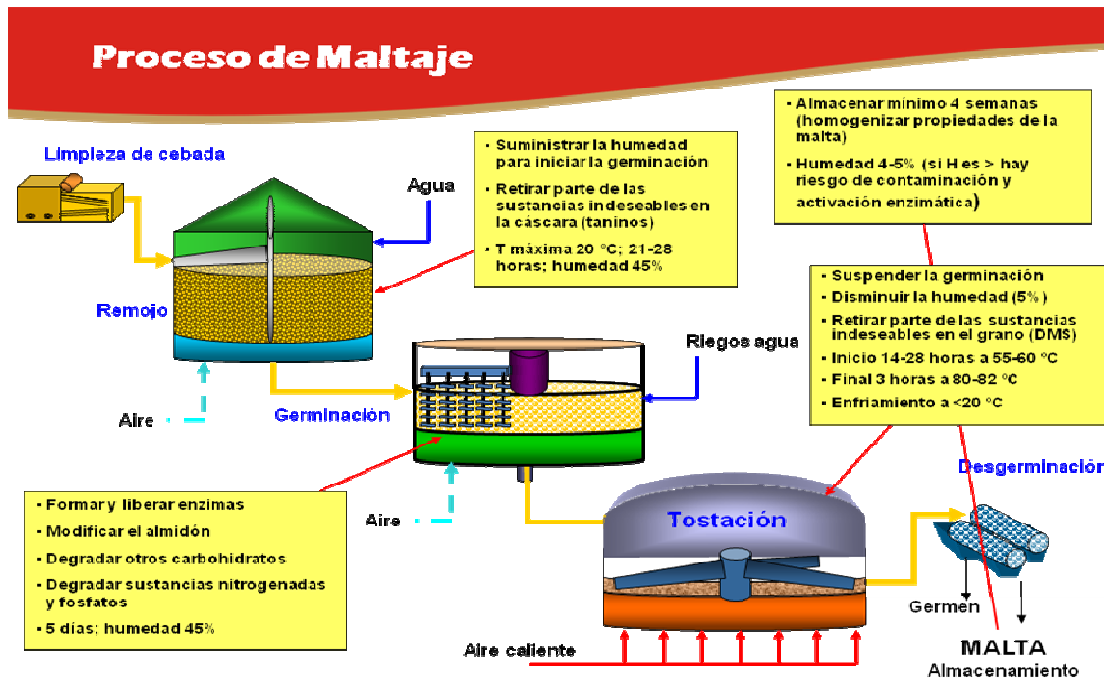 Proceso de Maltaje
Limpieza de cebada
- Suministrar la humedad
para iniciar la germinación
- Retirar parte de las
sustancias indeseables en
la cáscara (taninos)
- T máxima 20 °C; 21-28
horas; humedad 45%
- Almacenar mínimo 4 semanas
(homogenizar propiedades de la
malta)
- Humedad 4-5% (si H es > hay
riesgo de contaminación y
activación enzimática)
Agua
Remojo
Aire
- Suspender la germinación
- Disminuir la humedad (5%)
- Retirar parte de las sustancias
indeseables en el grano (DMS)
- Inicio 14-28 horas a 55-60 °C
- Final 3 horas a 80-82 °C
- Enfriamiento a <20 °C
Riegos agua
Germinación
Aire
- Formar y liberar enzimas
- Modificar el almidón
- Degradar otros carbohidratos
- Degradar sustancias nitrogenadas
y fosfatos
- 5 días; humedad 45%
Desgerminación
Tostación
Germen
Aire caliente
MALTA
Almacenamiento